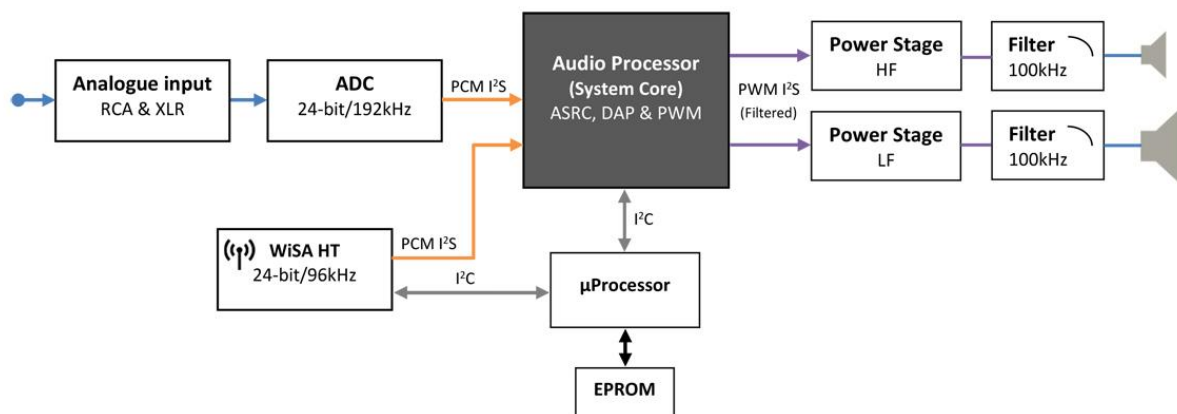 Analogue input
RCA & XLR
ADC
24-bit/192kHz
PCM I²S
Audio Processor
(System Core)
ASRC, DAP & PWM
PWM I²S
(Filtered)
Power Stage
HF
Filter
100kHz
Power Stage
LF
Filter
100kHz
WiSA HT
24-bit/96kHz
PCM I²S
I²C
I²C
µProcessor
EPROM